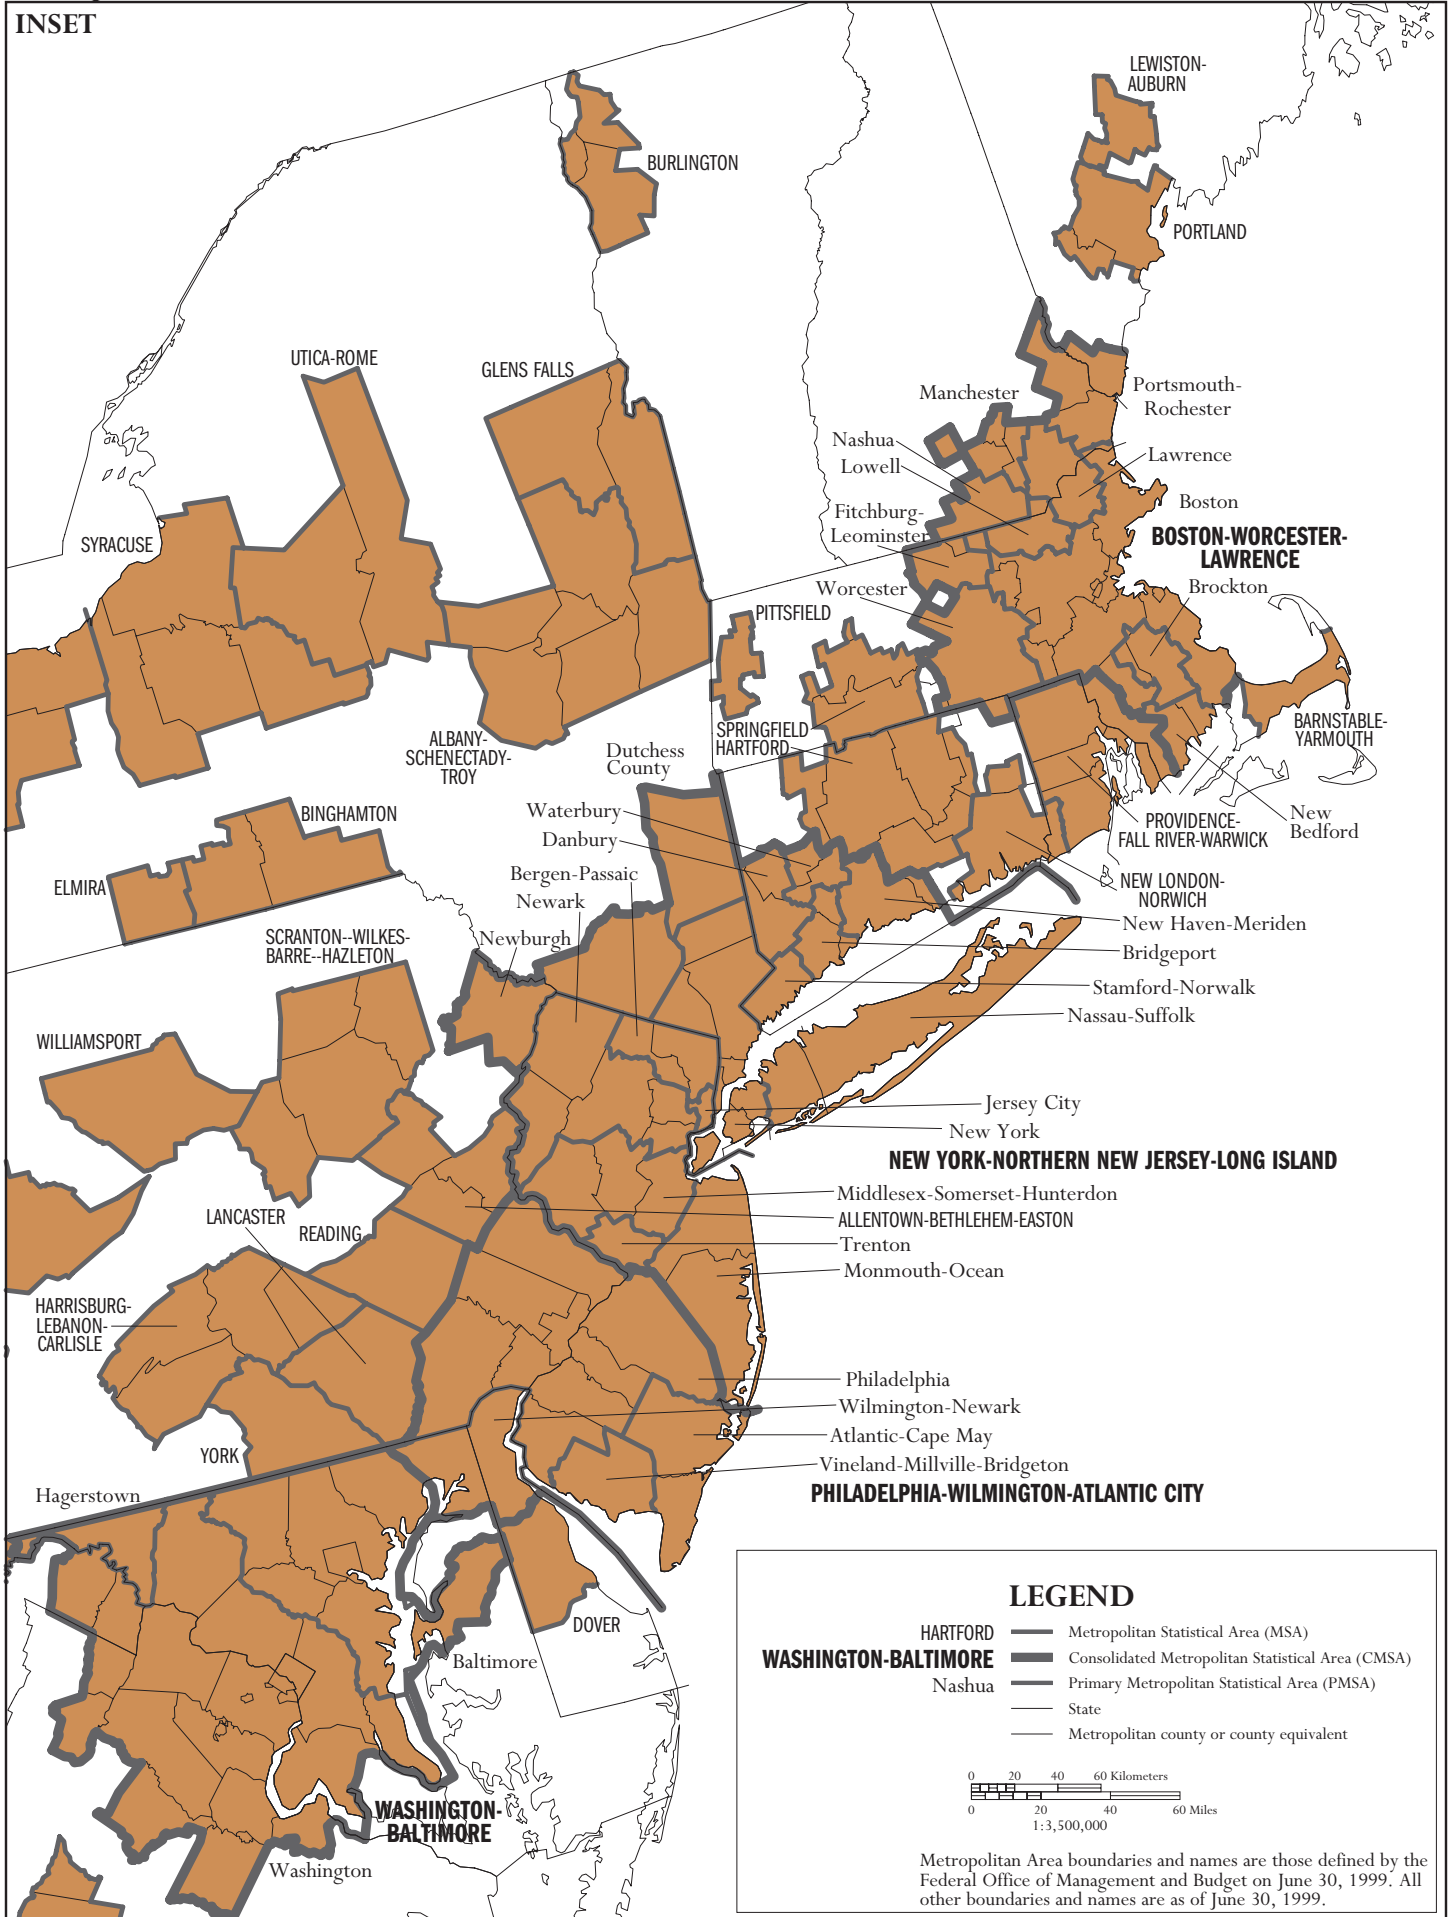 INSET
LEWISTON-
AUBURN
BURLINGTON
PORTLAND
UTICA-ROME
GLENS FALLS
Manchester
Portsmouth-
Rochester
Nashua
Lowell
Lawrence
Boston
Fitchburg-
Leominster
SYRACUSE
BOSTON-WORCESTER-
LAWRENCE
Worcester
Brockton
PITTSFIELD
ALBANY-
SCHENECTADY-
TROY
SPRINGFIELD
HARTFORD
BARNSTABLE-
YARMOUTH
Dutchess
County
BINGHAMTON
Waterbury
Danbury
PROVIDENCE-
FALL RIVER-WARWICK
New
Bedford
ELMIRA
Bergen-Passaic
Newark
NEW LONDON-
NORWICH
New Haven-Meriden
SCRANTON--WILKES-
BARRE--HAZLETON
Newburgh
Bridgeport
Stamford-Norwalk
Nassau-Suffolk
WILLIAMSPORT
Jersey City
New York
NEW YORK-NORTHERN NEW JERSEY-LONG ISLAND
Middlesex-Somerset-Hunterdon
LANCASTER
READING
ALLENTOWN-BETHLEHEM-EASTON
Trenton
Monmouth-Ocean
HARRISBURG-
LEBANON-
CARLISLE
Philadelphia
Wilmington-Newark
Atlantic-Cape May
YORK
Vineland-Millville-Bridgeton
PHILADELPHIA-WILMINGTON-ATLANTIC CITY
Hagerstown
DOVER
Baltimore
WASHINGTON-
BALTIMORE
Washington
LEGEND
HARTFORD Metropolitan Statistical Area (MSA)
WASHINGTON-BALTIMORE Consolidated Metropolitan Statistical Area (CMSA)
Nashua Primary Metropolitan Statistical Area (PMSA)
State
Metropolitan county or county equivalent
0 20 40 60 Kilometers
0 20 40 60 Miles
1:3,500,000
Metropolitan Area boundaries and names are those defined by the
Federal Office of Management and Budget on June 30, 1999. All
other boundaries and names are as of June 30, 1999.